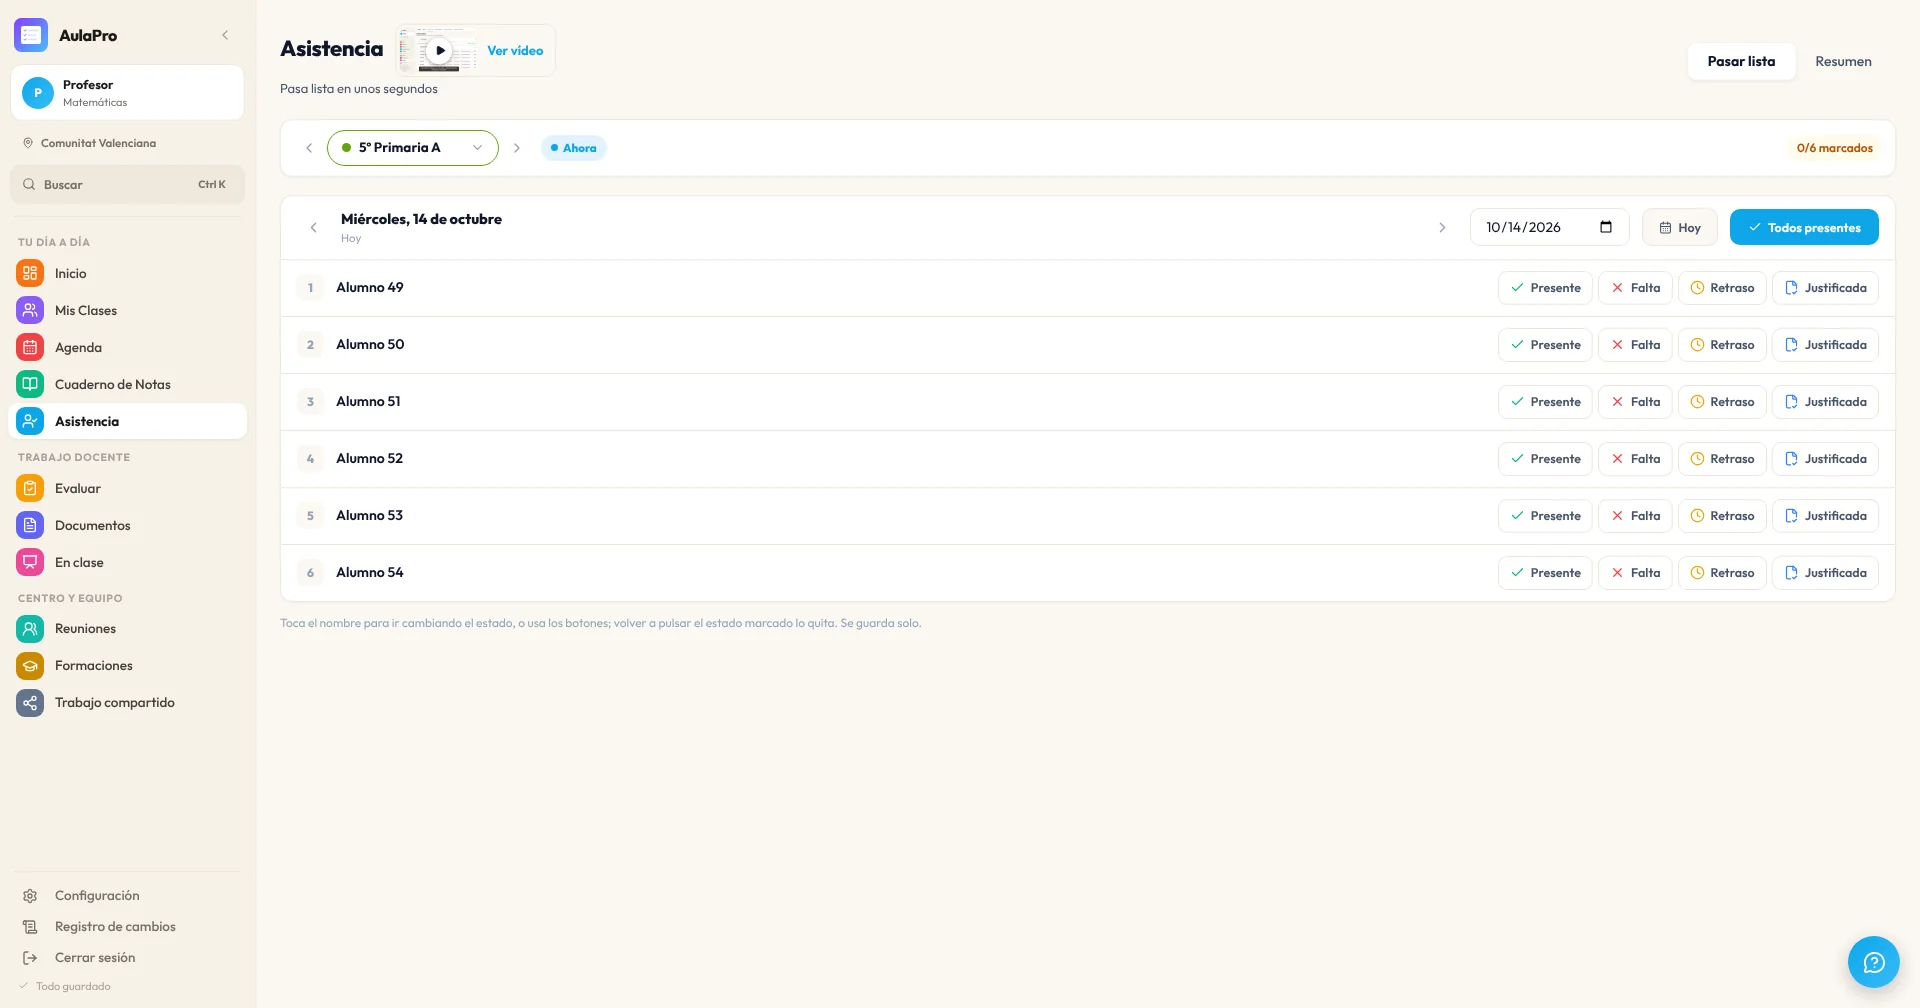 AulaPro
Profesor
Matemáticas
Comunitat Valenciana
Buscar Ctrl K
TU DÍA A DÍA
Inicio
Mis Clases
Agenda
Cuaderno de Notas
Asistencia
TRABAJO DOCENTE
Evaluar
Documentos
En clase
CENTRO Y EQUIPO
Reuniones
Formaciones
Trabajo compartido
Configuración
Registro de cambios
Cerrar sesión
Todo guardado
Asistencia Ver vídeo
Pasa lista en unos segundos
Pasar lista Resumen
5º Primaria A Ahora 0/6 marcados
Miércoles, 14 de octubre
Hoy
10/14/2026 Hoy Todos presentes
1 Alumno 49 Presente Falta Retraso Justificada
2 Alumno 50 Presente Falta Retraso Justificada
3 Alumno 51 Presente Falta Retraso Justificada
4 Alumno 52 Presente Falta Retraso Justificada
5 Alumno 53 Presente Falta Retraso Justificada
6 Alumno 54 Presente Falta Retraso Justificada
Toca el nombre para ir cambiando el estado, o usa los botones; volver a pulsar el estado marcado lo quita. Se guarda solo.